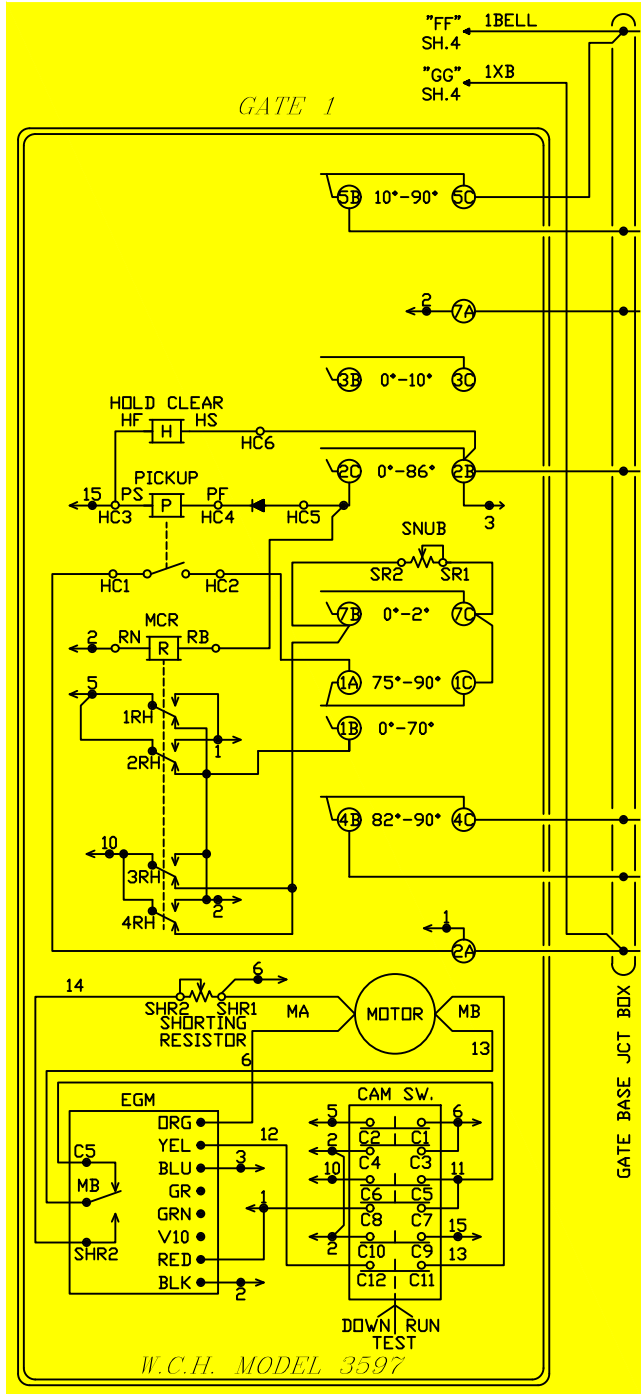 "FF" 1BELL
SH.4
"GG" 1XB
SH.4
GATE 1
5B 10°-90° 5C
2 7A
3B 0°-10° 3C
HOLD CLEAR
HF H HS
HC6
2C 0°-86° 2B
PICKUP
15 PS P PF
HC3 HC4 HC5
3
SNUB
SR2 SR1
HC1 HC2
7B 0°-2° 7C
MCR
2 RN R RB
1A 75°-90° 1C
5
1RH
1B 0°-70°
1
2RH
4B 82°-90° 4C
10
3RH
2
4RH
1
2A
6
14
SHR2 SHR1
SHORTING
RESISTOR
MA MOTOR MB
13
6
EGM
CAM SW.
ORG
YEL 12
BLU 3
GR
GRN
V10
RED 1
BLK 2
C5
MB
SHR2
5 C2 C1 6
2 C4 C3
10 C6 C5 11
C8 C7
2 C10 C9 15
C12 C11 13
DOWN RUN
TEST
GATE BASE JCT BOX
W.C.H. MODEL 3597